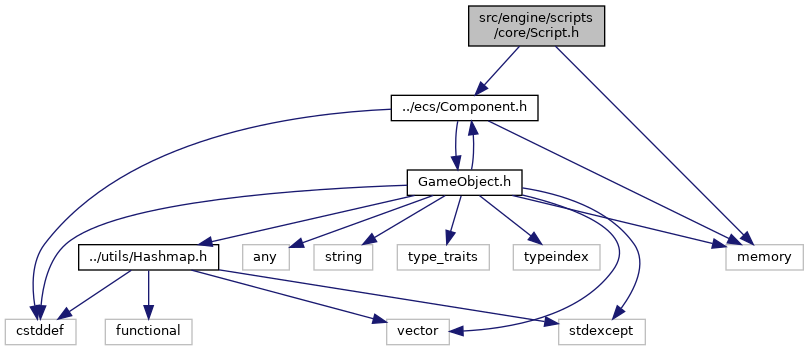 src/engine/scripts
/core/Script.h
../ecs/Component.h
GameObject.h
../utils/Hashmap.h
any
string
type_traits
typeindex
memory
cstddef
functional
vector
stdexcept